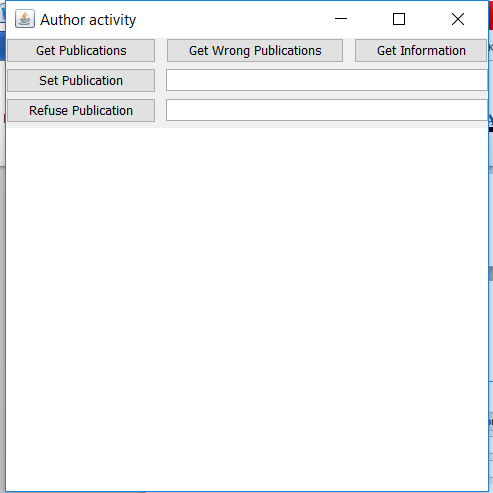 Author activity
Get Publications Get Wrong Publications Get Information
Set Publication
Refuse Publication